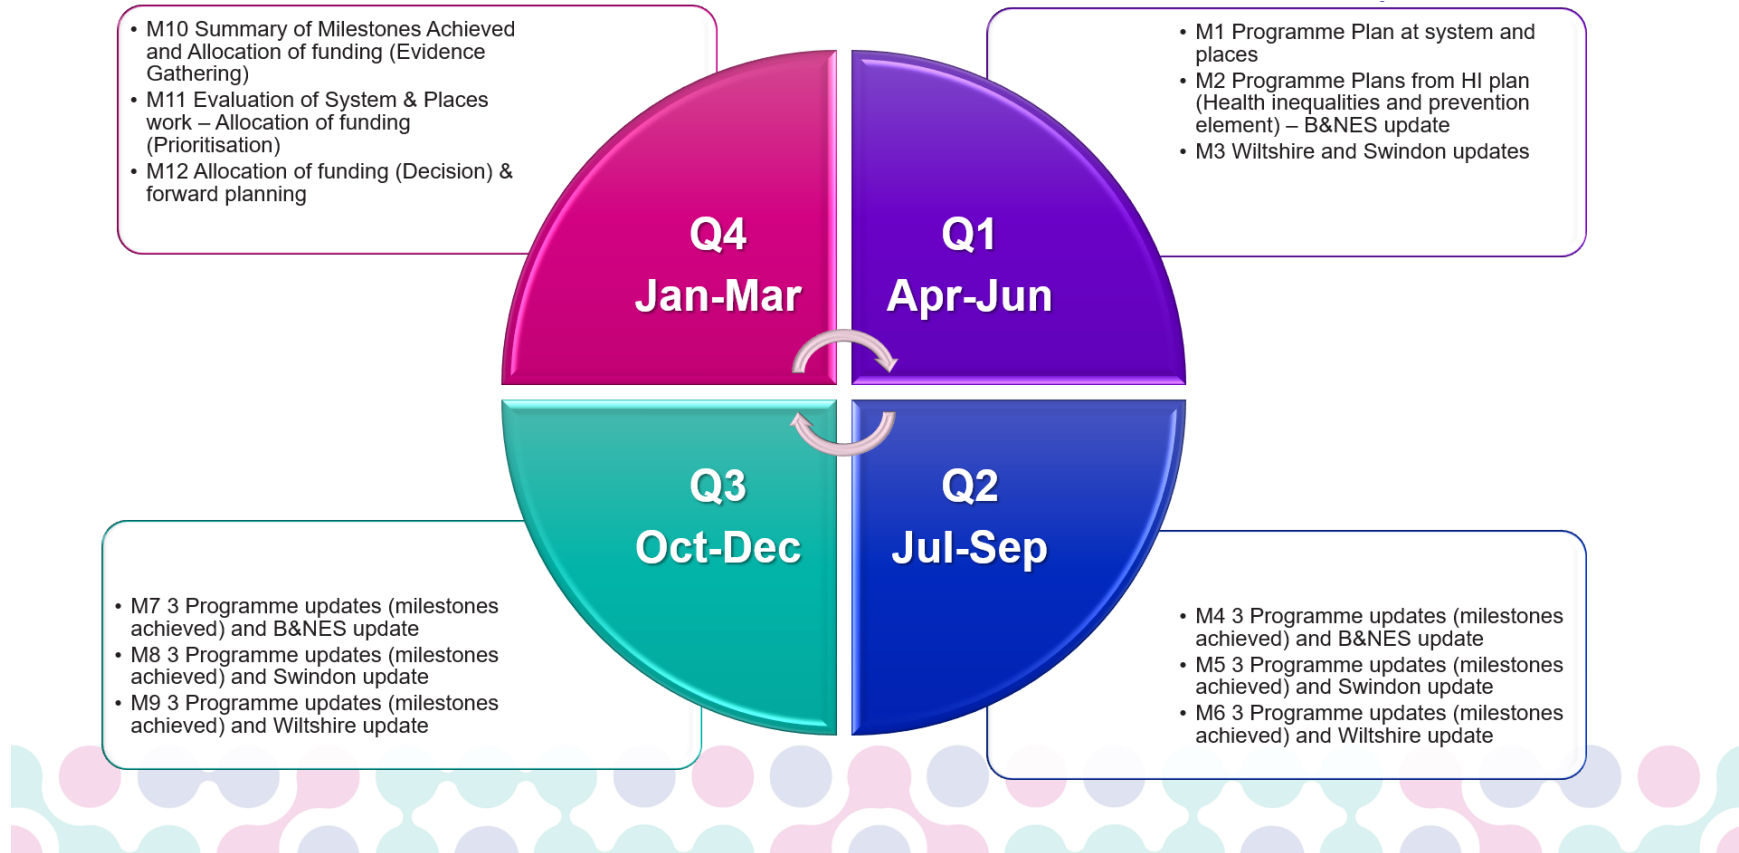 • M10 Summary of Milestones Achieved
and Allocation of funding (Evidence
Gathering)
• M11 Evaluation of System & Places
work – Allocation of funding
(Prioritisation)
• M12 Allocation of funding (Decision) &
forward planning
• M1 Programme Plan at system and
places
• M2 Programme Plans from HI plan
(Health inequalities and prevention
element) – B&NES update
• M3 Wiltshire and Swindon updates
Q4
Jan-Mar
Q1
Apr-Jun
Q3
Oct-Dec
Q2
Jul-Sep
• M7 3 Programme updates (milestones
achieved) and B&NES update
• M8 3 Programme updates (milestones
achieved) and Swindon update
• M9 3 Programme updates (milestones
achieved) and Wiltshire update
• M4 3 Programme updates (milestones
achieved) and B&NES update
• M5 3 Programme updates (milestones
achieved) and Swindon update
• M6 3 Programme updates (milestones
achieved) and Wiltshire update